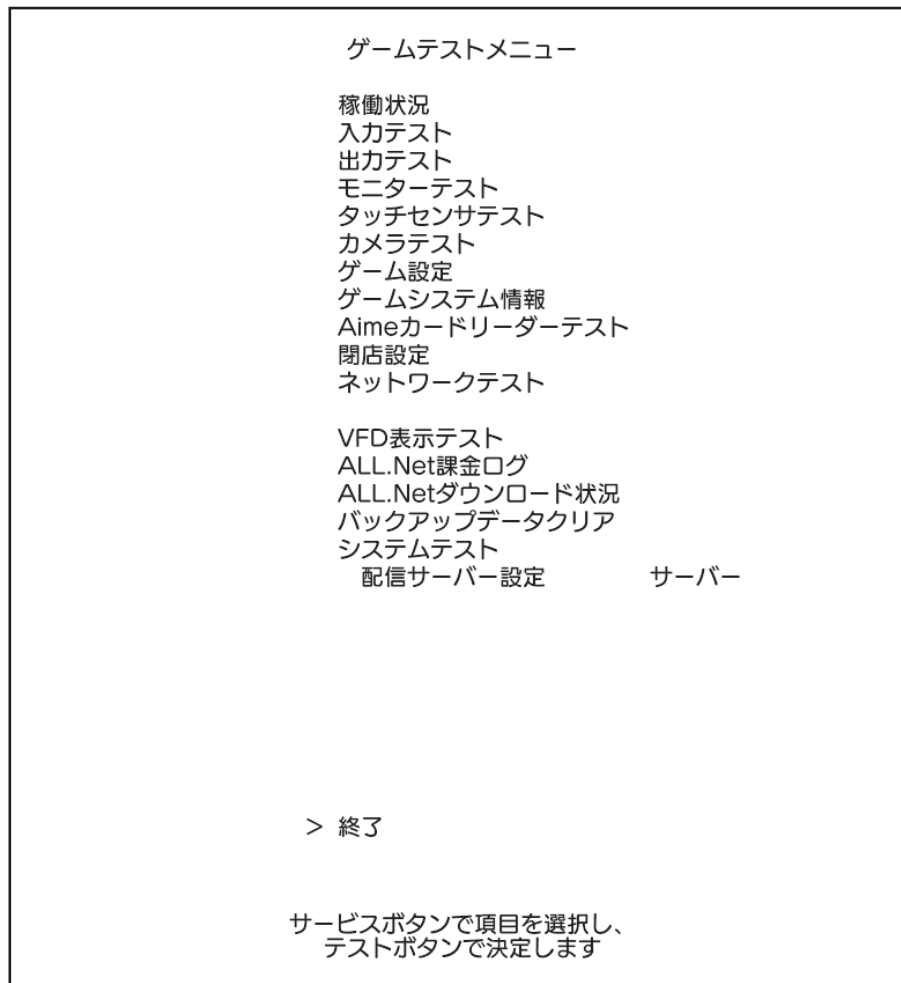 ゲームテストメニュー
稼働状況
入力テスト
出力テスト
モニターテスト
タッチセンサテスト
カメラテスト
ゲーム設定
ゲームシステム情報
Aimeカードリーダーテスト
閉店設定
ネットワークテスト
VFD表示テスト
ALL.Net課金ログ
ALL.Netダウンロード状況
バックアップデータクリア
システムテスト
配信サーバー設定 サーバー
> 終了
サービスボタンで項目を選択し、
テストボタンで決定します